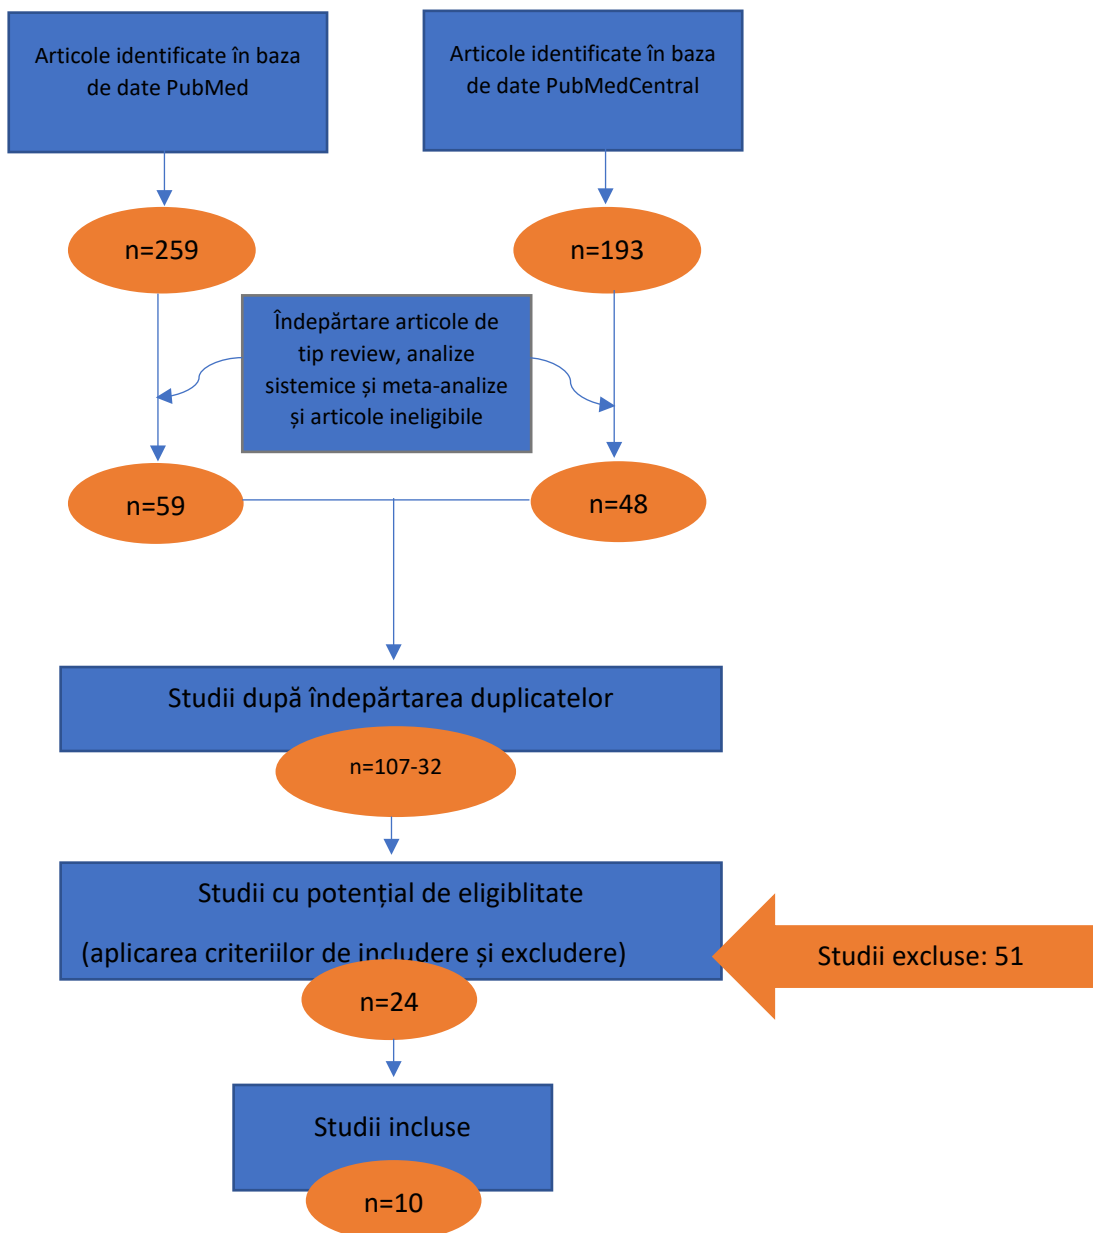 Articole identificate în baza
de date PubMed
Articole identificate în baza
de date PubMedCentral
n=259
n=193
Îndepărtare articole de
tip review, analize
sistemice și meta-analize
și articole ineligibile
n=59
n=48
Studii după îndepărtarea duplicatelor
n=107-32
Studii cu potențial de eligiblitate
(aplicarea criteriilor de includere și excludere)
Studii excluse: 51
n=24
Studii incluse
n=10